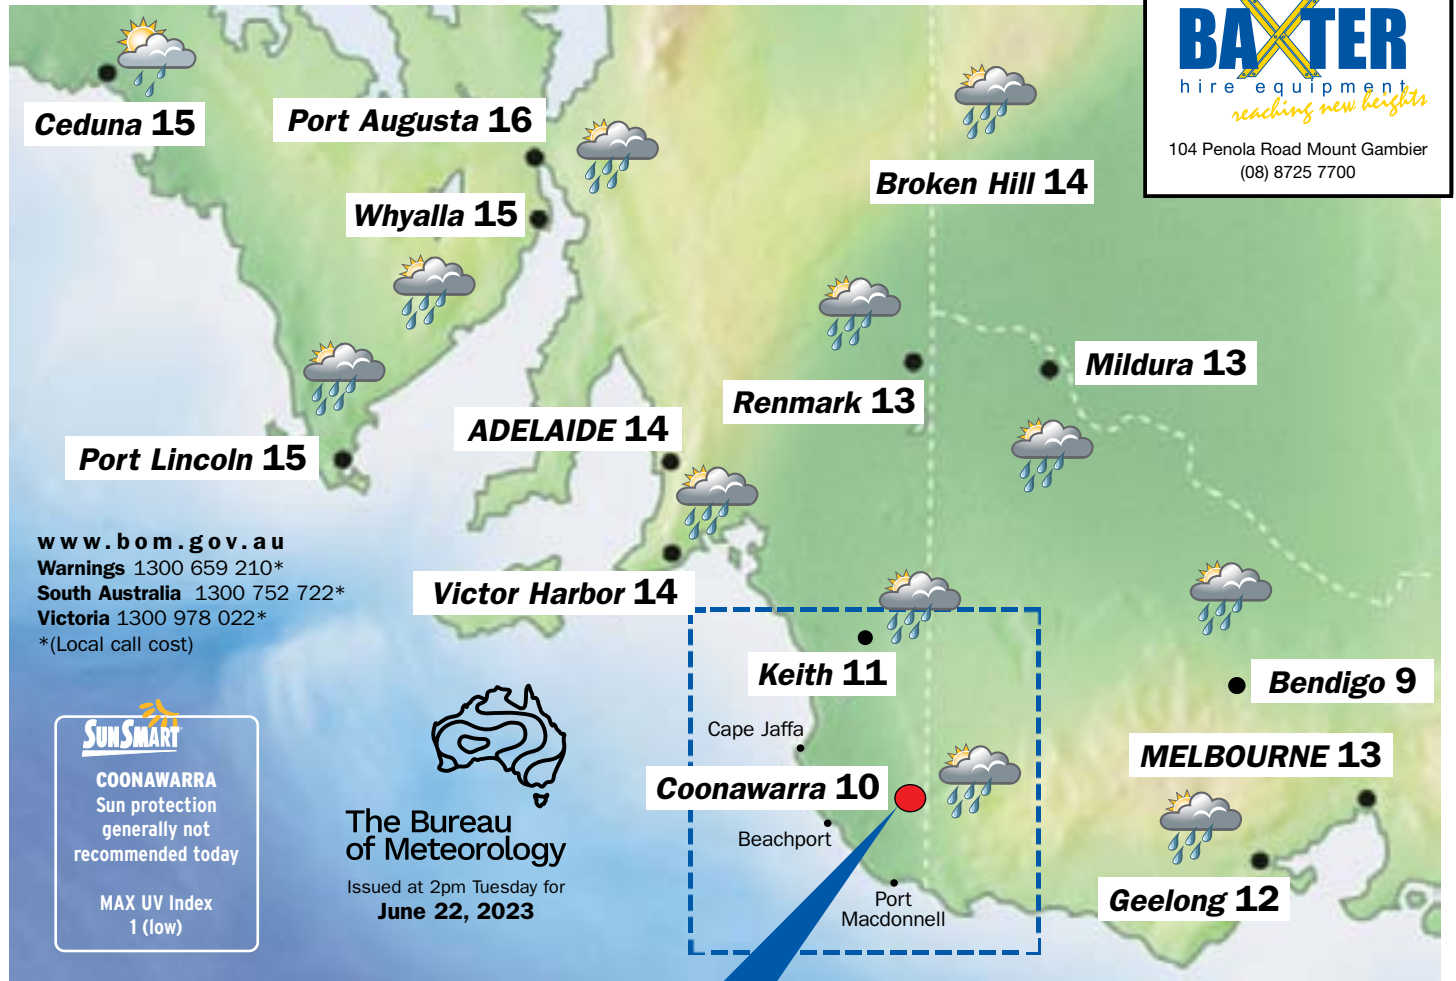 BAXTER
hire equipment
reaching new heights
104 Penola Road Mount Gambier
(08) 8725 7700
Ceduna 15
Port Augusta 16
Whyalla 15
Broken Hill 14
Renmark 13
Mildura 13
ADELAIDE 14
Port Lincoln 15
Victor Harbor 14
www.bom.gov.au
Warnings 1300 659 210*
South Australia 1300 752 722*
Victoria 1300 978 022*
*(Local call cost)
Keith 11
Bendigo 9
Cape Jaffa
MELBOURNE 13
Coonawarra 10
Beachport
Port
Macdonnell
Geelong 12
SUNSMART
COONAWARRA
Sun protection
generally not
recommended today
MAX UV Index
1 (low)
The Bureau
of Meteorology
Issued at 2pm Tuesday for
June 22, 2023